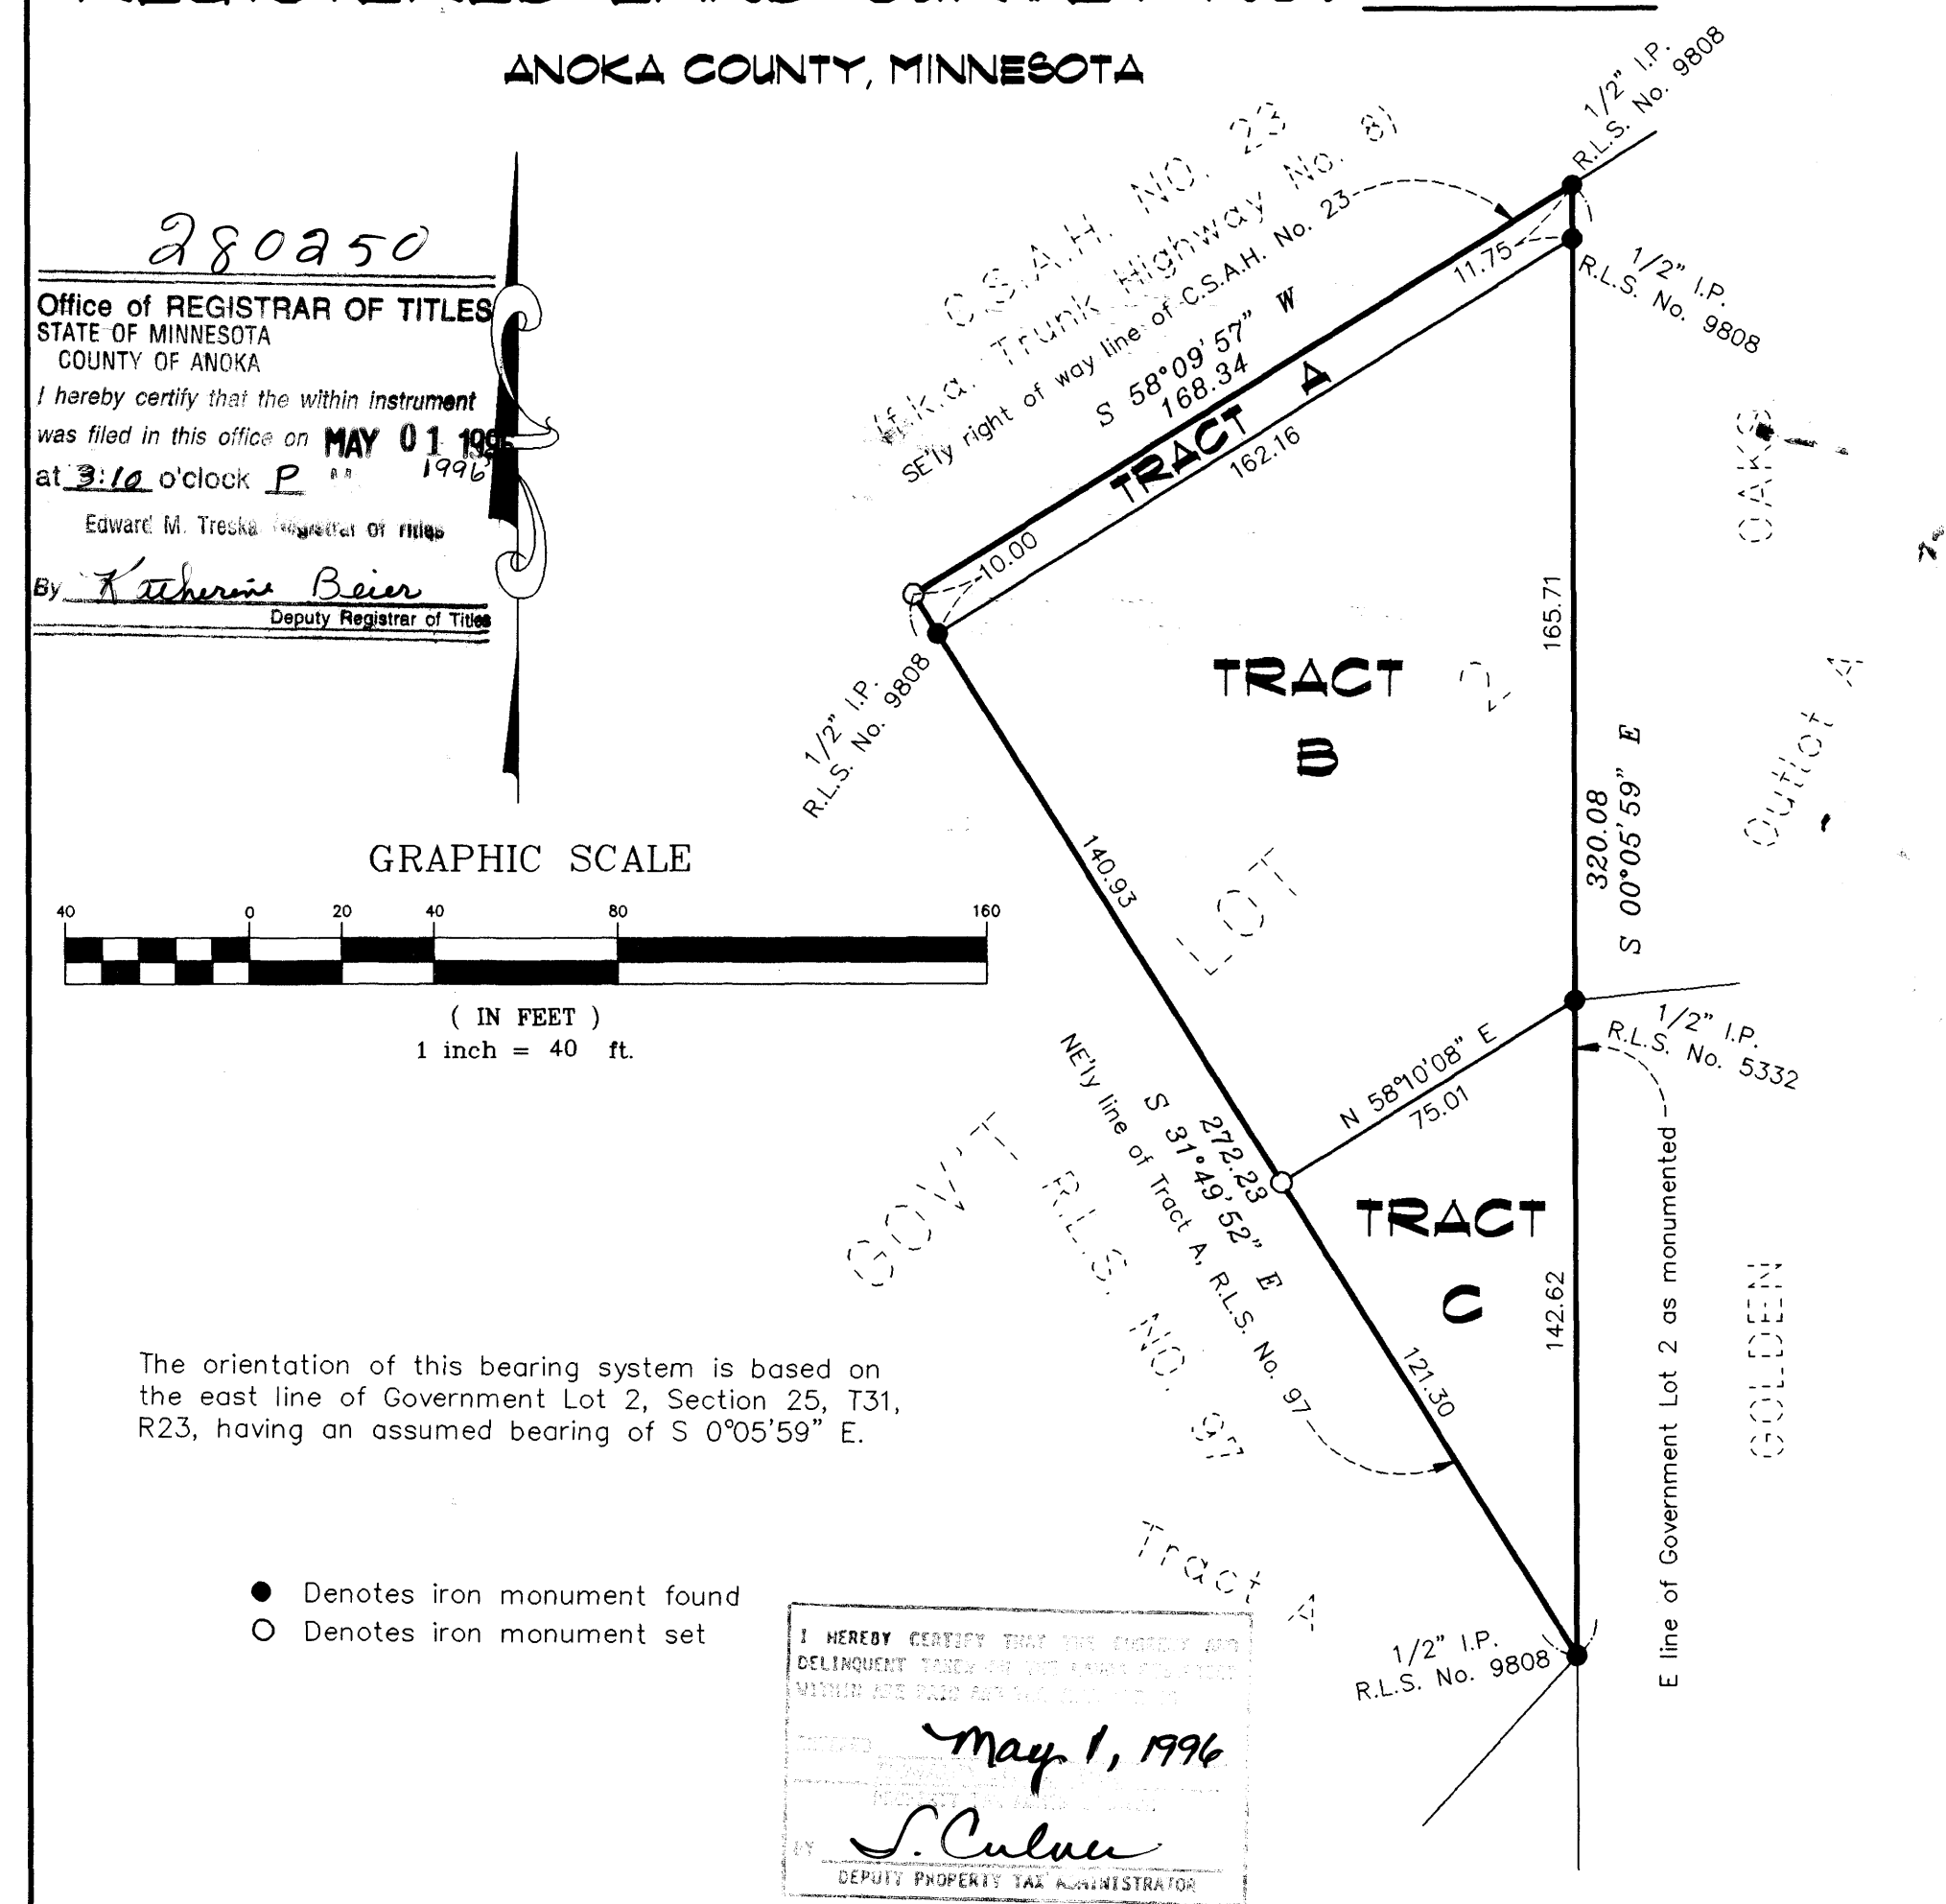 ANOKA COUNTY, MINNESOTA
280250
Office of REGISTRAR OF TITLES
STATE OF MINNESOTA
COUNTY OF ANOKA
I hereby certify that the within instrument
was filed in this office on MAY 01 1996
1996
at 3:10 o'clock P
Edward M. Treska Registrar of Titles
By Katherine Beier
Deputy Registrar of Titles
GRAPHIC SCALE
40 0 20 40 80 160
( IN FEET )
1 inch = 40 ft.
The orientation of this bearing system is based on
the east line of Government Lot 2, Section 25, T31,
R23, having an assumed bearing of S 0°05'59" E.
● Denotes iron monument found
○ Denotes iron monument set
C.S.A.H. NO. 23
(f.k.a. Trunk Highway No. 8)
SE'ly right of way line of C.S.A.H. No. 23
S 58°09'57" W
168.34
TRACT A
162.16
11.75
10.00
1/2" I.P.
R.L.S. No. 9808
1/2" I.P.
R.L.S. No. 9808
1/2" I.P.
R.L.S. No. 9808
TRACT
B
165.71
140.93
320.08
S 00°05'59" E
GOV'T LOT 2
OAKS
Outlot A
1/2" I.P.
R.L.S. No. 5332
N 58°10'08" E
75.01
272.23
S 31°49'52" E
NE'ly line of Tract A, R.L.S. No. 97
R.L.S. NO. 97
Tract A
TRACT
C
142.62
121.30
E line of Government Lot 2 as monumented
GOLDEN
1/2" I.P.
R.L.S. No. 9808
I HEREBY CERTIFY THAT THE
DELINQUENT TAXES
WITHIN ARE PAID
May 1, 1996
BY S. Culver
DEPUTY PROPERTY TAX ADMINISTRATOR